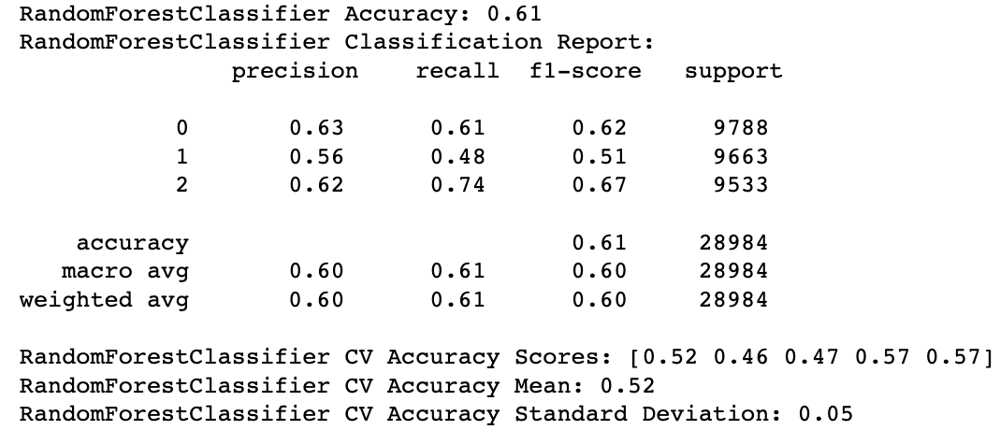 RandomForestClassifier Accuracy: 0.61
RandomForestClassifier Classification Report:
precision recall f1-score support
0 0.63 0.61 0.62 9788
1 0.56 0.48 0.51 9663
2 0.62 0.74 0.67 9533
accuracy 0.61 28984
macro avg 0.60 0.61 0.60 28984
weighted avg 0.60 0.61 0.60 28984
RandomForestClassifier CV Accuracy Scores: [0.52 0.46 0.47 0.57 0.57]
RandomForestClassifier CV Accuracy Mean: 0.52
RandomForestClassifier CV Accuracy Standard Deviation: 0.05